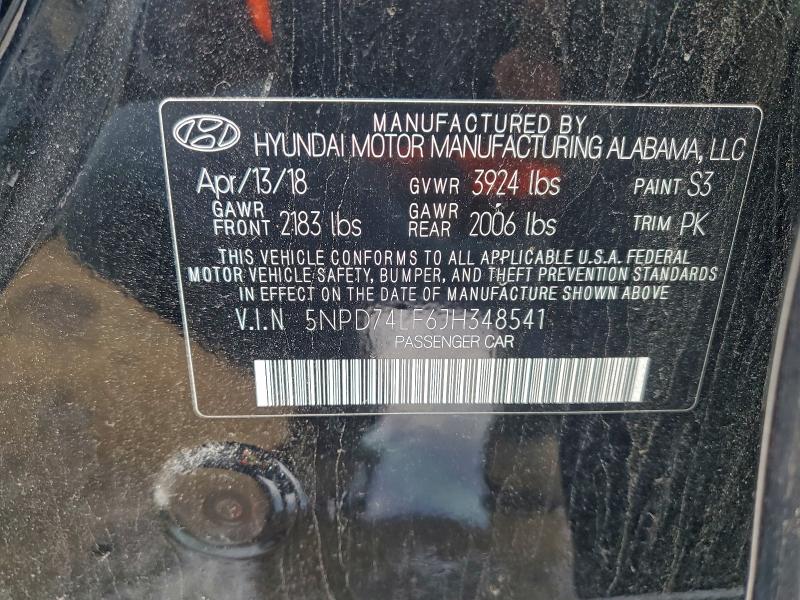 MANUFACTURED BY
HYUNDAI MOTOR MANUFACTURING ALABAMA, LLC
Apr/13/18 GVWR 3924 lbs PAINT S3
GAWR FRONT 2183 lbs GAWR REAR 2006 lbs TRIM PK
THIS VEHICLE CONFORMS TO ALL APPLICABLE U.S.A. FEDERAL
MOTOR VEHICLE SAFETY, BUMPER, AND THEFT PREVENTION STANDARDS
IN EFFECT ON THE DATE OF MANUFACTURE SHOWN ABOVE
V.I.N 5NPD74LF6JH348541
PASSENGER CAR